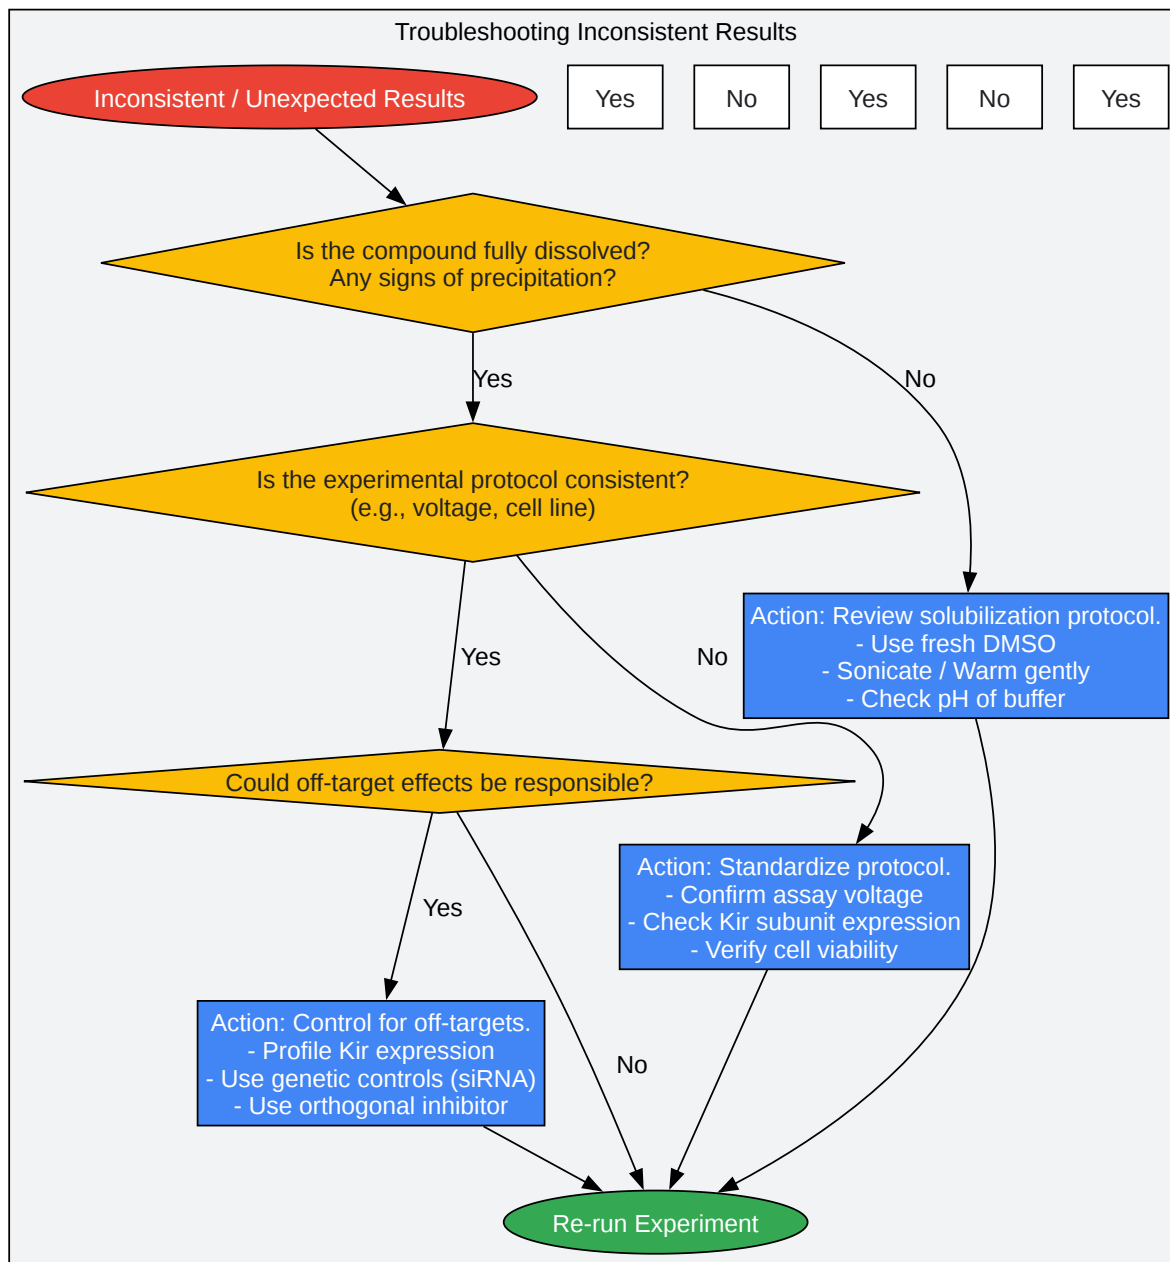 Troubleshooting Inconsistent Results
Inconsistent / Unexpected Results
Yes
No
Yes
No
Yes
Is the compound fully dissolved?
Any signs of precipitation?
Yes
No
Is the experimental protocol consistent?
(e.g., voltage, cell line)
Yes
No
Action: Review solubilization protocol.
- Use fresh DMSO
- Sonicate / Warm gently
- Check pH of buffer
Could off-target effects be responsible?
Yes
No
Action: Standardize protocol.
- Confirm assay voltage
- Check Kir subunit expression
- Verify cell viability
Action: Control for off-targets.
- Profile Kir expression
- Use genetic controls (siRNA)
- Use orthogonal inhibitor
Re-run Experiment